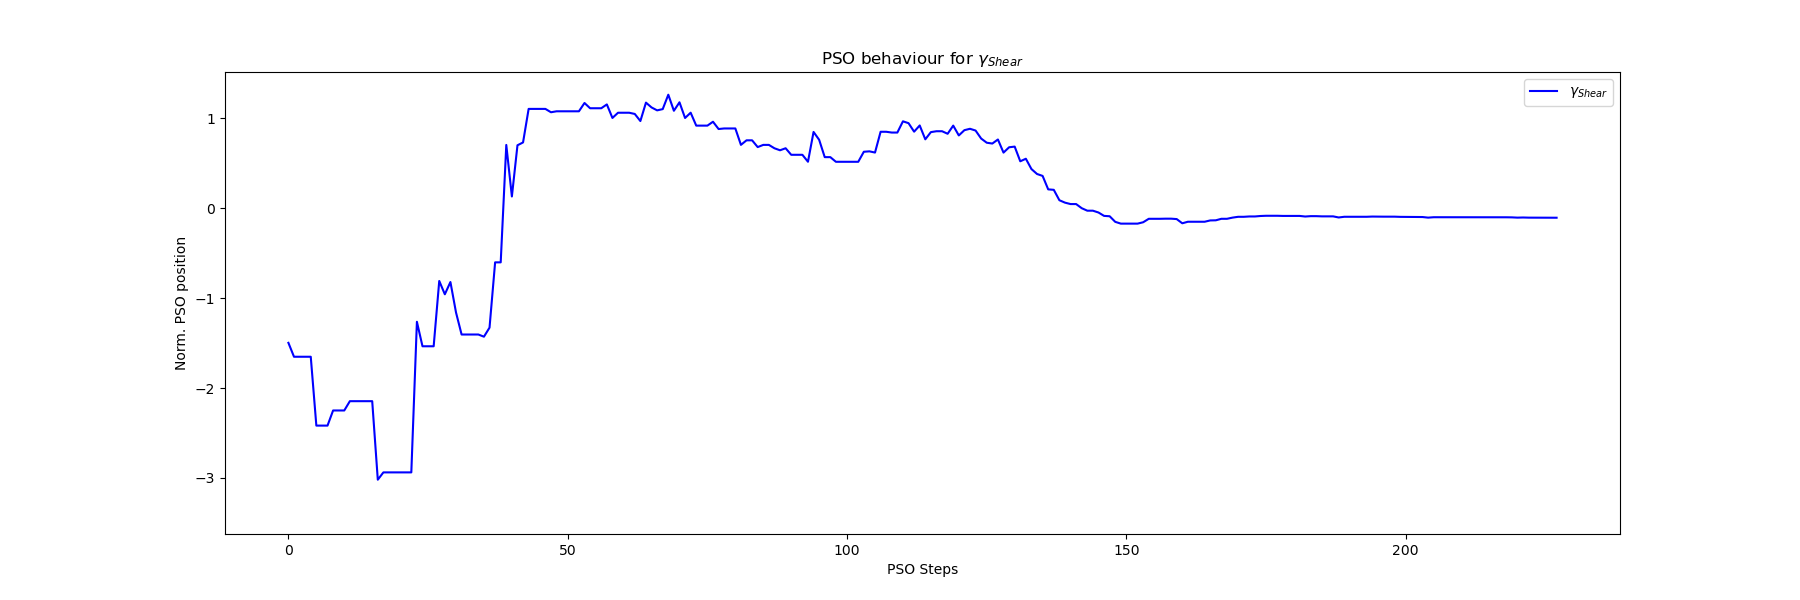 PSO behaviour for γShear
γShear
Norm. PSO position
1
0
−1
−2
−3
0 50 100 150 200
PSO Steps